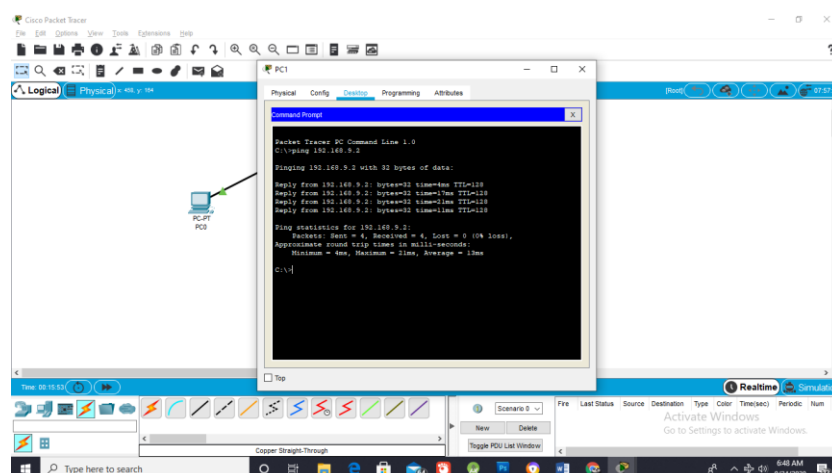 Cisco Packet Tracer
File Edit Options View Tools Extensions Help
PC1
Logical Physical x: 458, y: 194
[Root]
Physical Config Desktop Programming Attributes
Command Prompt
X
Packet Tracer PC Command Line 1.0
C:\>ping 192.168.9.2
Pinging 192.168.9.2 with 32 bytes of data:
Reply from 192.168.9.2: bytes=32 time=4ms TTL=128
Reply from 192.168.9.2: bytes=32 time=17ms TTL=128
Reply from 192.168.9.2: bytes=32 time=21ms TTL=128
Reply from 192.168.9.2: bytes=32 time=11ms TTL=128
Ping statistics for 192.168.9.2:
Packets: Sent = 4, Received = 4, Lost = 0 (0% loss),
Approximate round trip times in milli-seconds:
Minimum = 4ms, Maximum = 21ms, Average = 13ms
C:\>
PC-PT
PC0
Top
Time: 00:15:53
Realtime
Scenario 0
Fire Last Status Source Destination Type Color Time(sec) Periodic Num
New Delete
Toggle PDU List Window
Activate Windows
Go to Settings to activate Windows.
Copper Straight-Through
Type here to search
6:48 AM